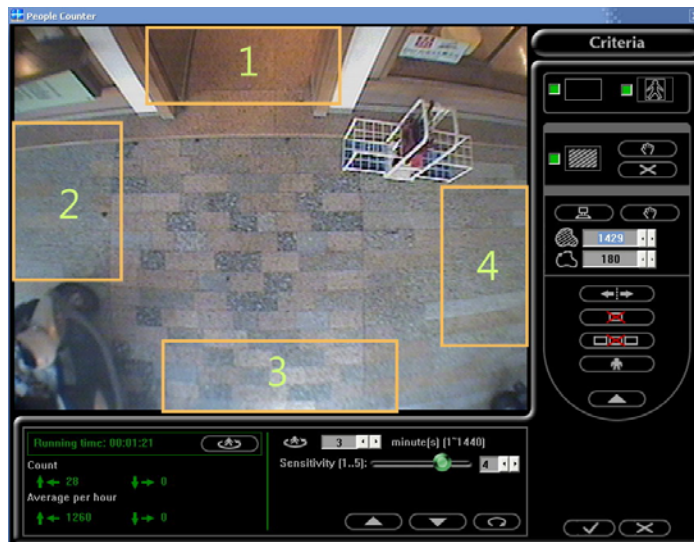 People Counter
Criteria
1
2
3
4
1429
180
Running time: 00:01:21
Count
28
0
Average per hour
1260
0
3 minute(s) (1~1440)
Sensitivity (1..5): 4